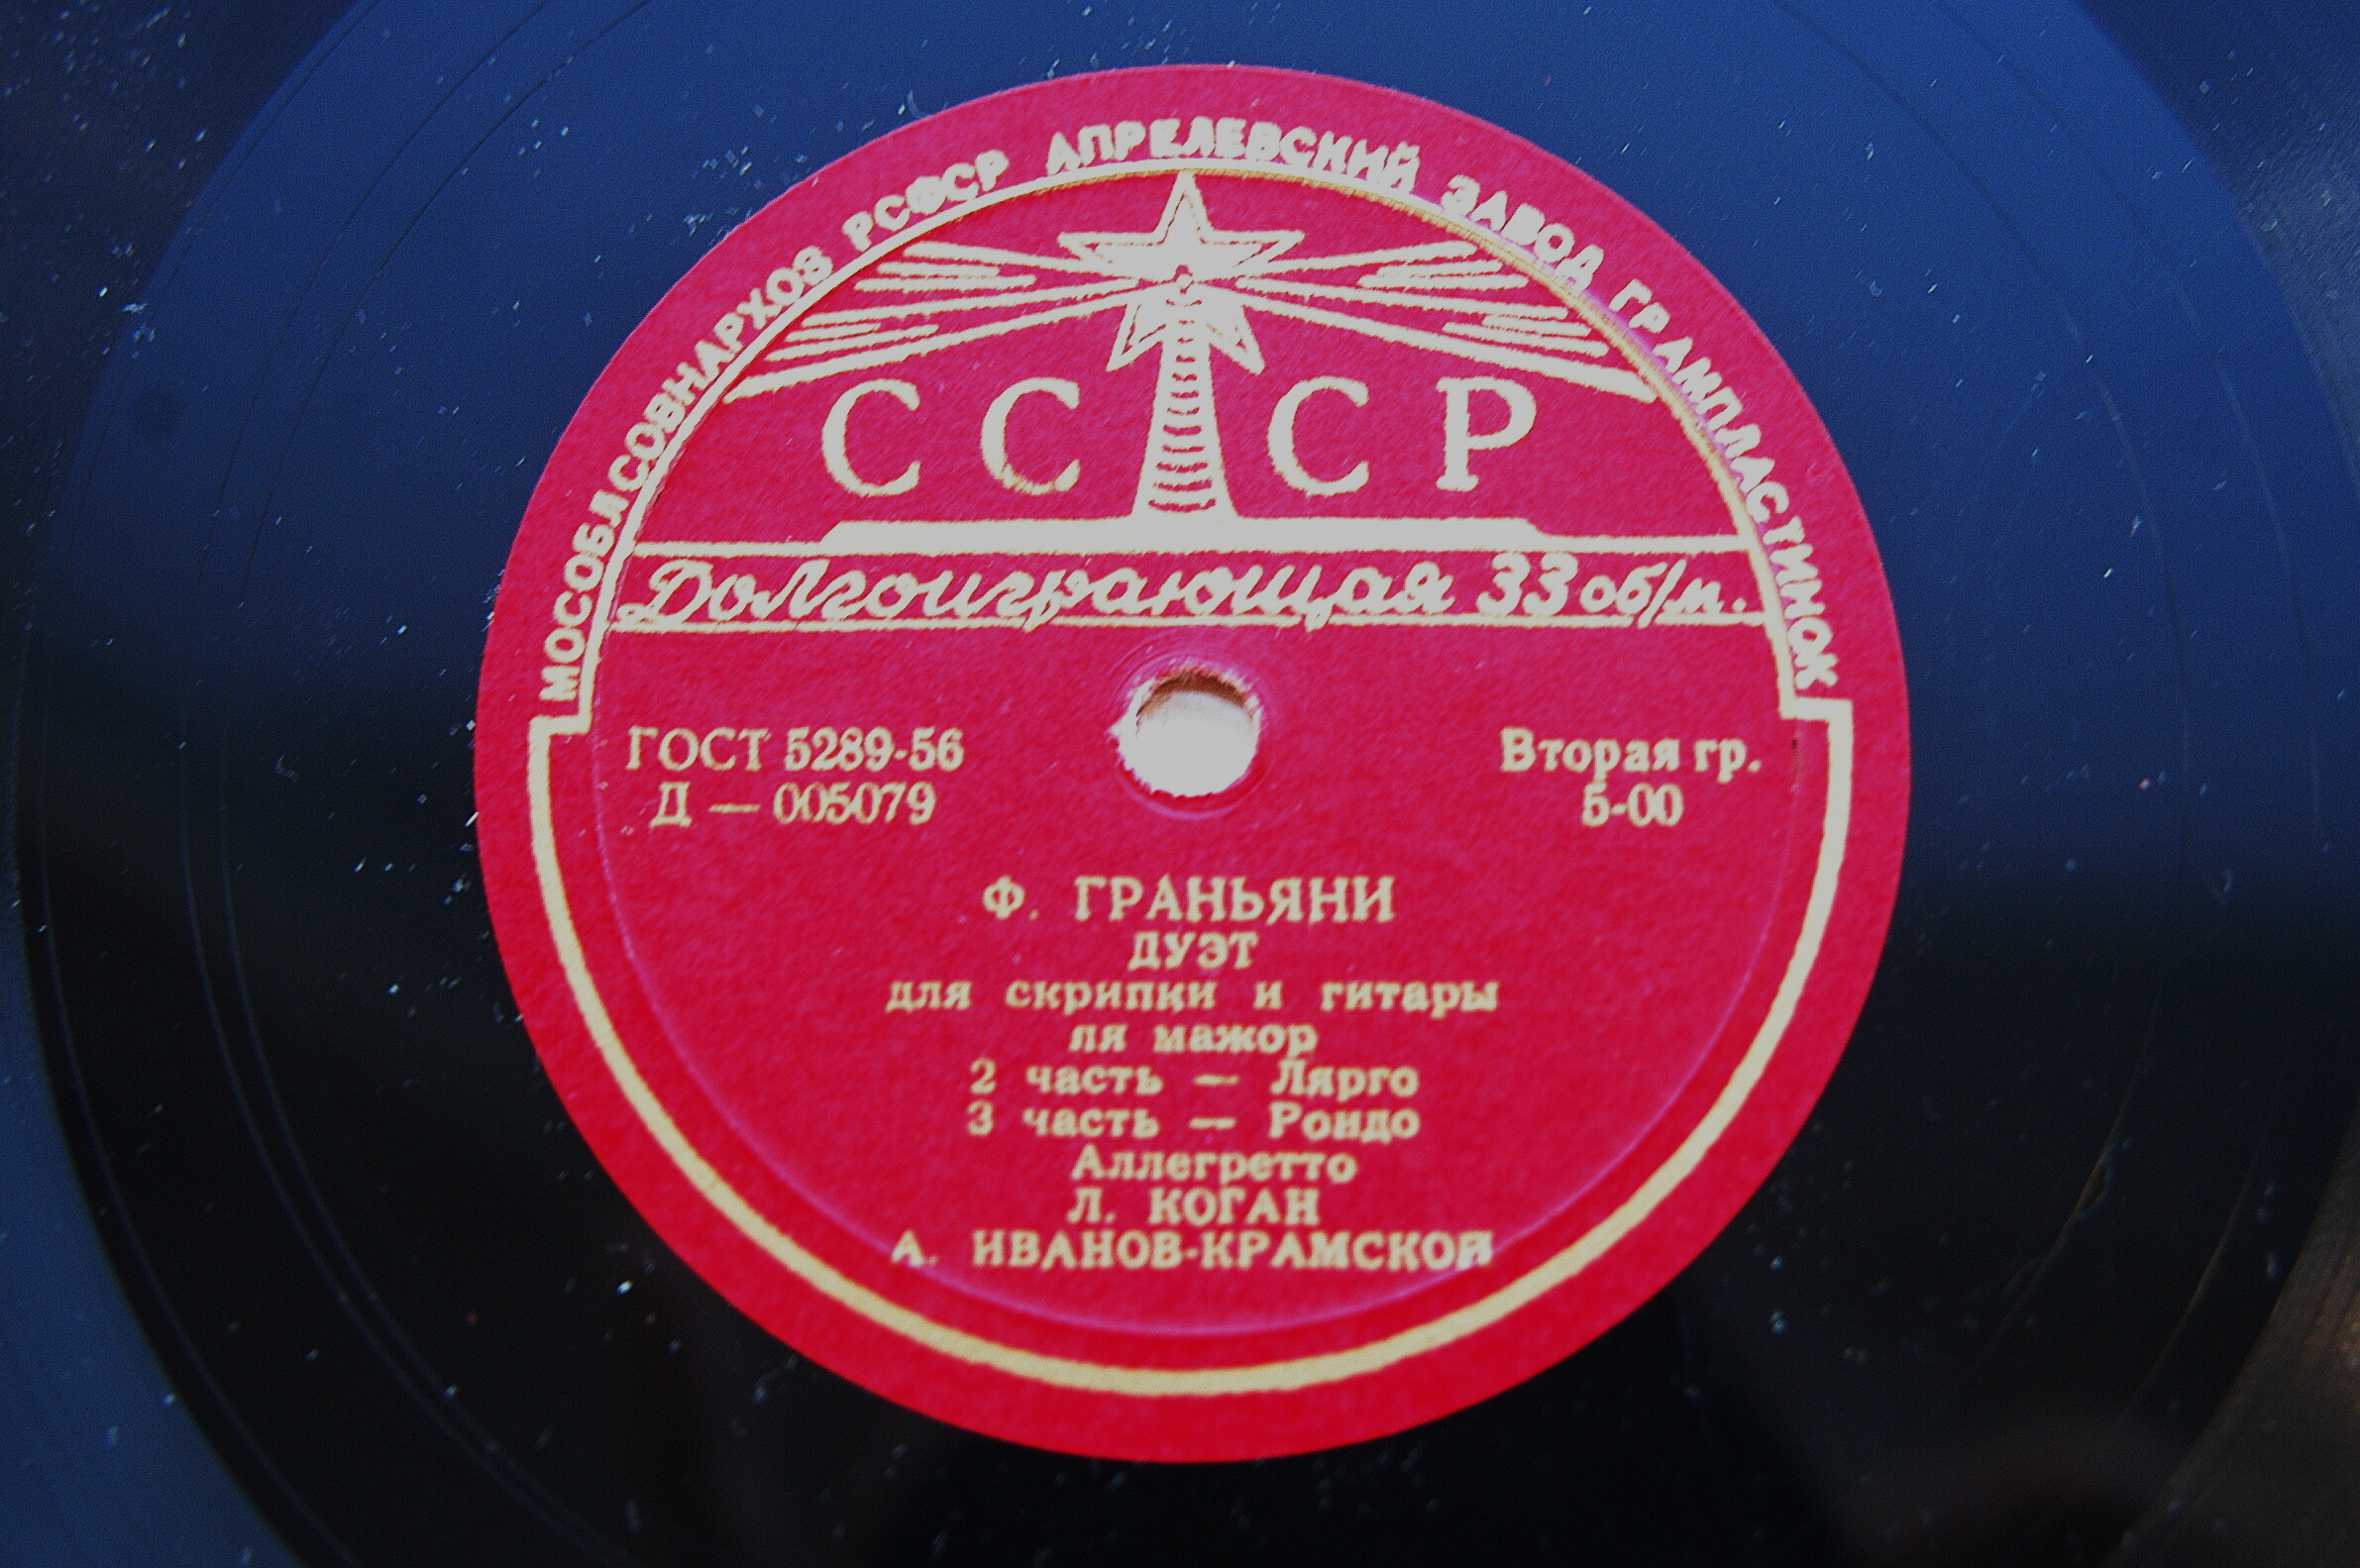 МОСОБЛСОВНАРХОЗ РСФСР АПРЕЛЕВСКИЙ ЗАВОД ГРАМПЛАСТИНОК
СССР
Долгоиграющая 33 об/м.
ГОСТ 5289-56
Д — 005079
Вторая гр.
5-00
Ф. ГРАНЬЯНИ
ДУЭТ
для скрипки и гитары
ля мажор
2 часть — Лярго
3 часть — Рондо
Аллегретто
Л. КОГАН
А. ИВАНОВ-КРАМСКОЙ